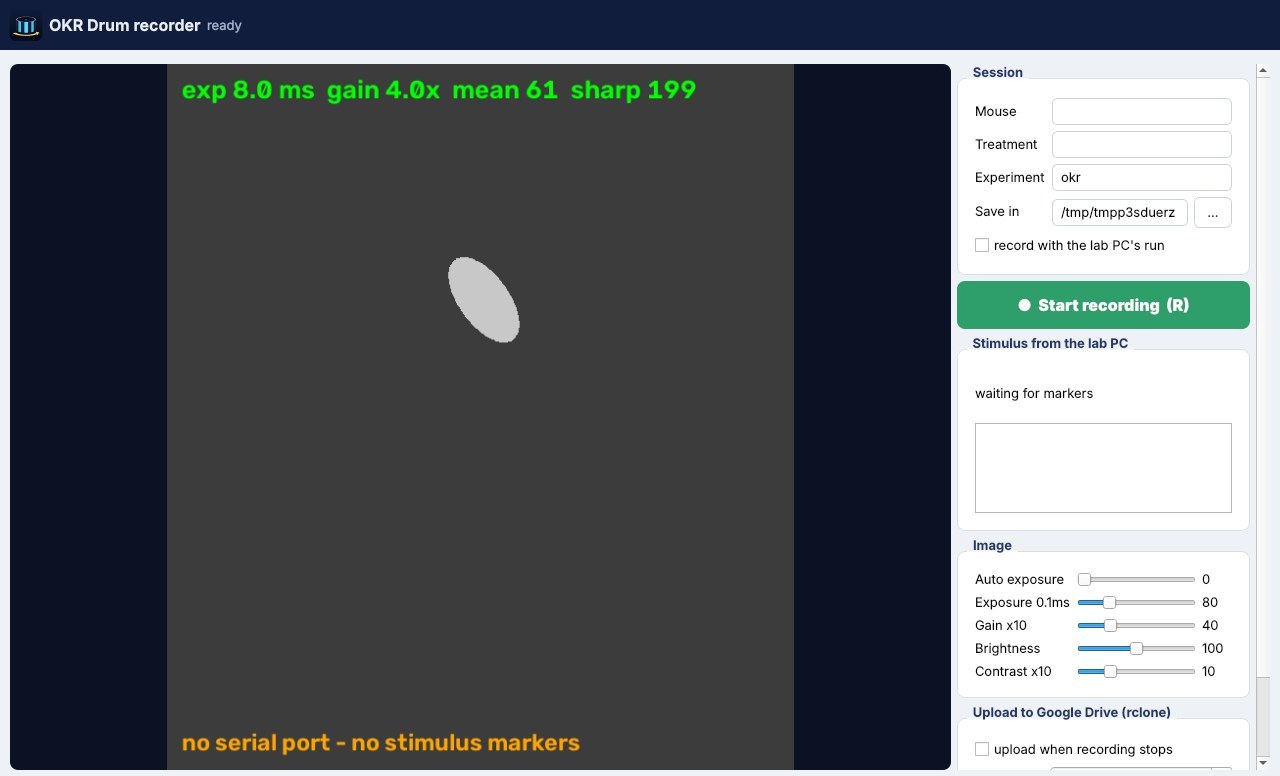 OKR Drum recorder ready
exp 8.0 ms gain 4.0x mean 61 sharp 199
no serial port - no stimulus markers
Session
Mouse
Treatment
Experiment okr
Save in /tmp/tmpp3sduerz ...
record with the lab PC's run
Start recording (R)
Stimulus from the lab PC
waiting for markers
Image
Auto exposure 0
Exposure 0.1ms 80
Gain x10 40
Brightness 100
Contrast x10 10
Upload to Google Drive (rclone)
upload when recording stops